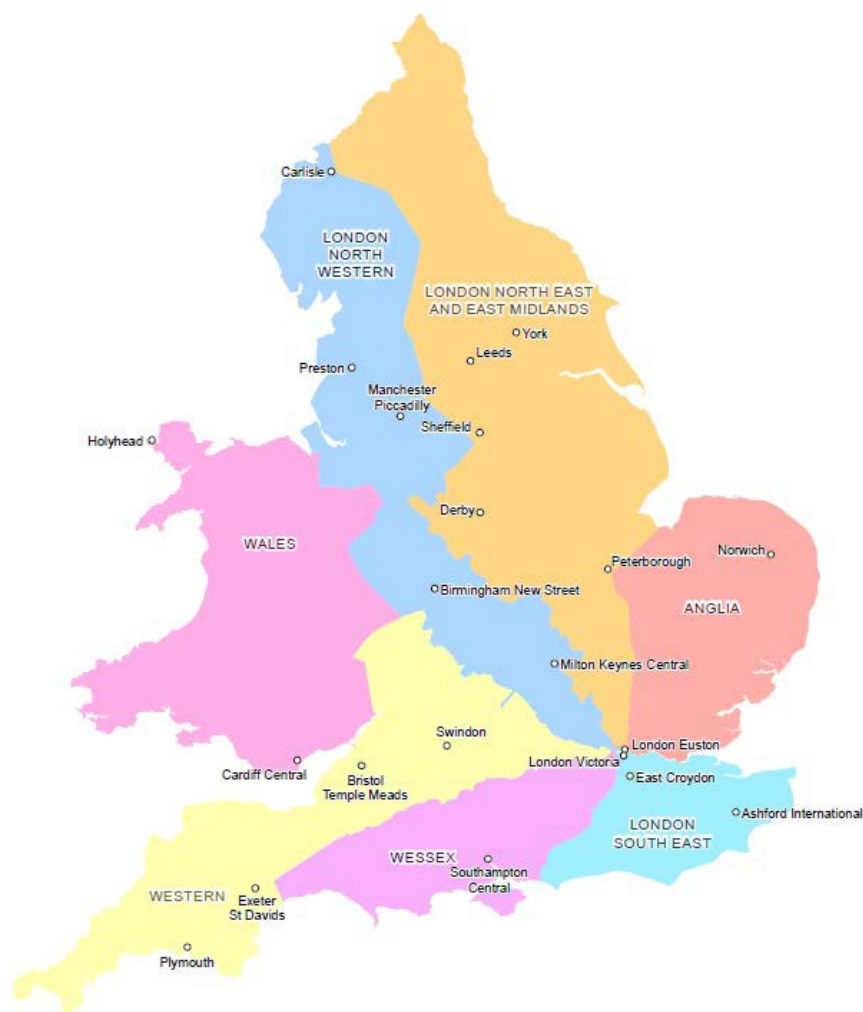 Carlisle
LONDON
NORTH
WESTERN
LONDON NORTH EAST
AND EAST MIDLANDS
York
Leeds
Preston
Manchester
Piccadilly
Sheffield
Holyhead
Derby
WALES
Peterborough
Norwich
Birmingham New Street
ANGLIA
Milton Keynes Central
Swindon
London Euston
London Victoria
Cardiff Central
Bristol
Temple Meads
East Croydon
Ashford International
LONDON
SOUTH EAST
WESSEX
Southampton
Central
WESTERN
Exeter
St Davids
Plymouth